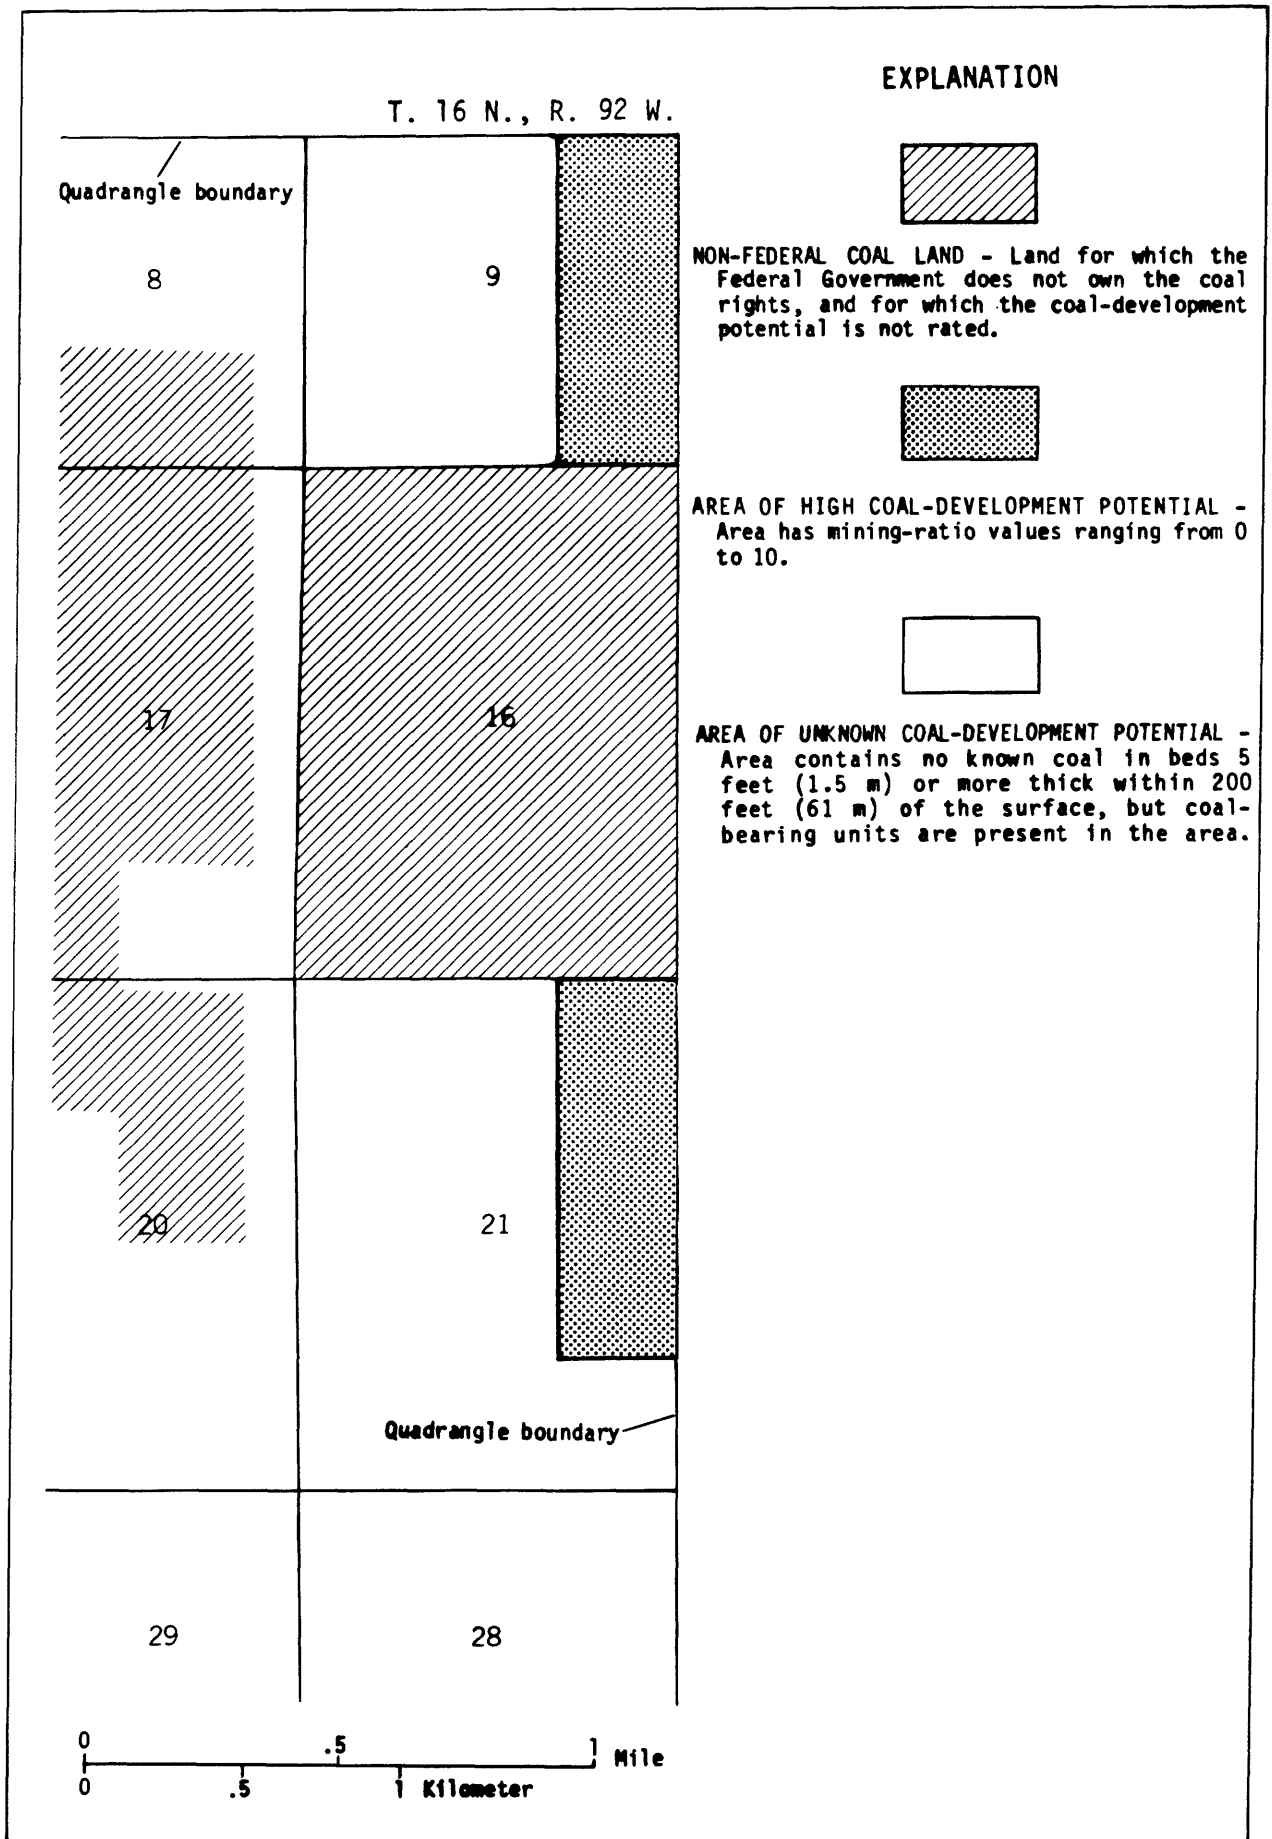 EXPLANATION
T. 16 N., R. 92 W.
Quadrangle boundary
8
9
NON-FEDERAL COAL LAND - Land for which the
Federal Government does not own the coal
rights, and for which the coal-development
potential is not rated.
AREA OF HIGH COAL-DEVELOPMENT POTENTIAL -
Area has mining-ratio values ranging from 0
to 10.
17
16
AREA OF UNKNOWN COAL-DEVELOPMENT POTENTIAL -
Area contains no known coal in beds 5
feet (1.5 m) or more thick within 200
feet (61 m) of the surface, but coal-
bearing units are present in the area.
20
21
Quadrangle boundary
29
28
0 .5 1 Mile
0 .5 1 Kilometer